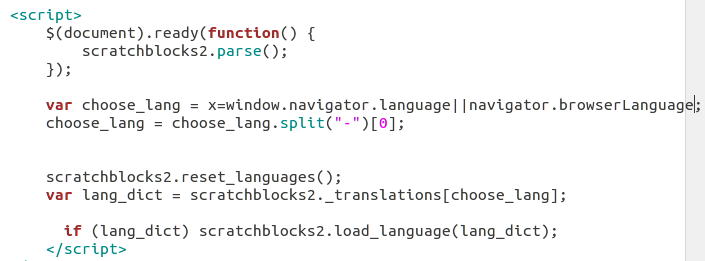 <script>
$(document).ready(function() {
scratchblocks2.parse();
});
var choose_lang = x=window.navigator.language||navigator.browserLanguage;
choose_lang = choose_lang.split("-")[0];
scratchblocks2.reset_languages();
var lang_dict = scratchblocks2._translations[choose_lang];
if (lang_dict) scratchblocks2.load_language(lang_dict);
</script>